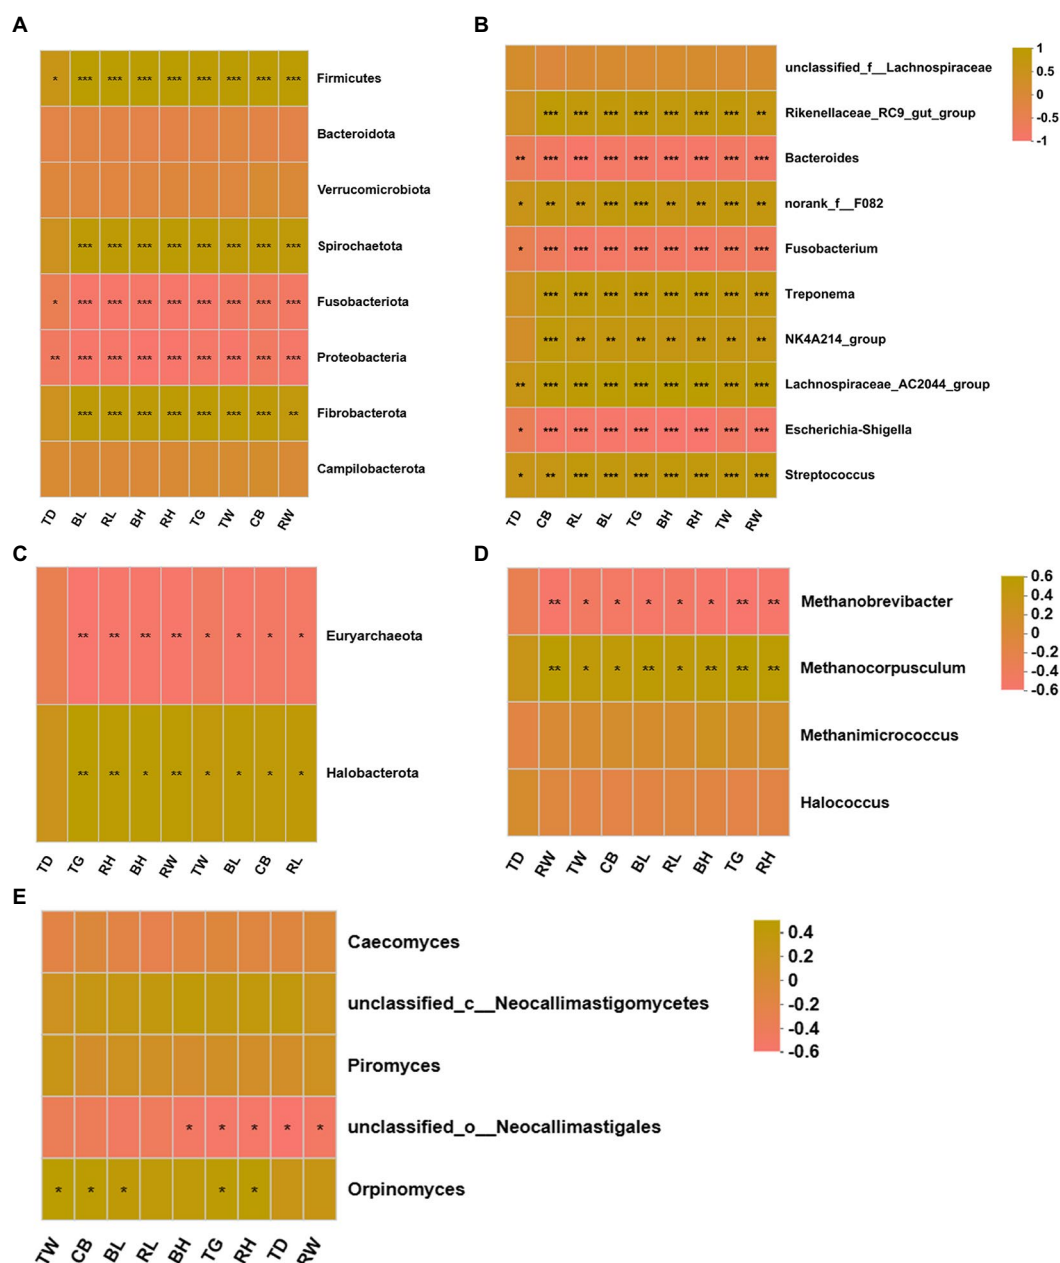 A
* *** *** *** *** *** *** *** *** Firmicutes
Bacteroidota
Verrucomicrobiota
*** *** *** *** *** *** *** *** Spirochaetota
* *** *** *** *** *** *** *** *** Fusobacteriota
** *** *** *** *** *** *** *** *** Proteobacteria
*** *** *** *** *** *** *** ** Fibrobacterota
Campilobacterota
TD BL RL BH RH TG TW CB RW
B
unclassified_f__Lachnospiraceae
*** *** *** *** *** *** *** ** Rikenellaceae_RC9_gut_group
** *** *** *** *** *** *** *** *** Bacteroides
* ** ** *** *** ** ** *** ** norank_f__F082
* *** *** *** *** *** *** *** *** Fusobacterium
*** *** *** *** *** *** *** *** Treponema
*** ** ** ** ** ** ** ** NK4A214_group
** *** *** *** *** *** *** *** *** Lachnospiraceae_AC2044_group
* *** *** *** *** *** *** *** *** Escherichia-Shigella
* ** *** *** *** *** *** *** *** Streptococcus
TD CB RL BL TG BH RH TW RW
1
0.5
0
-0.5
-1
C
** ** ** ** * * * * Euryarchaeota
** ** * ** * * * * Halobacterota
TD TG RH BH RW TW BL CB RL
D
** * * * * * ** ** Methanobrevibacter
** * * ** * ** ** ** Methanocorpusculum
Methanimicrococcus
Halococcus
TD RW TW CB BL RL BH TG RH
0.6
0.4
0.2
0
-0.2
-0.4
-0.6
E
Caecomyces
unclassified_c__Neocallimastigomycetes
Piromyces
* * * * * unclassified_o__Neocallimastigales
* * * * * Orpinomyces
TW CB BL RL BH TG RH TD RW
0.4
0.2
0
-0.2
-0.4
-0.6